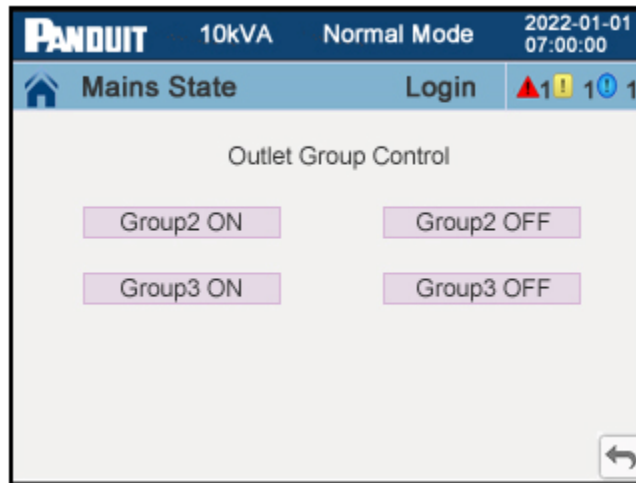 PANDUIT 10kVA Normal Mode 2022-01-01
07:00:00
Mains State Login 1 ! 1 ! 1
Outlet Group Control
Group2 ON Group2 OFF
Group3 ON Group3 OFF